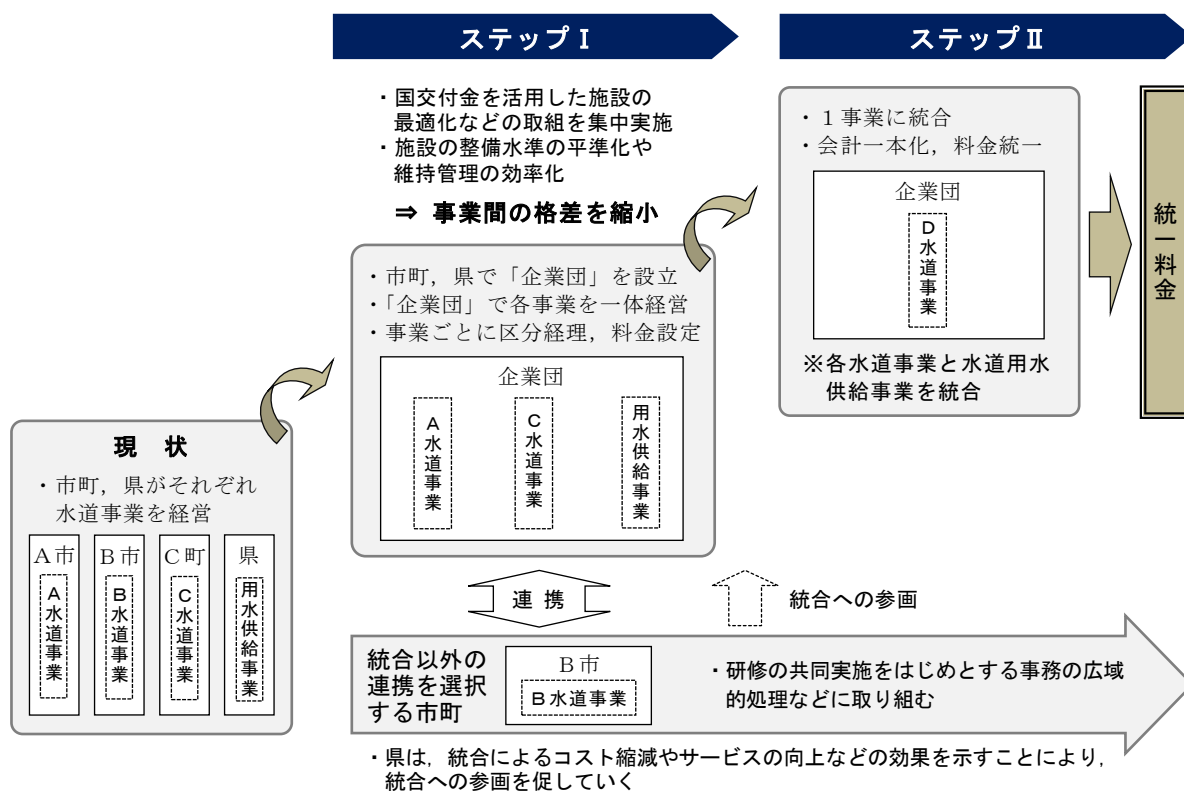 ステップⅠ
ステップⅡ
・国交付金を活用した施設の
最適化などの取組を集中実施
・施設の整備水準の平準化や
維持管理の効率化
⇒ 事業間の格差を縮小
・市町，県で「企業団」を設立
・「企業団」で各事業を一体経営
・事業ごとに区分経理，料金設定
企業団
A水道事業
C水道事業
用水供給事業
・１事業に統合
・会計一本化，料金統一
企業団
D水道事業
※各水道事業と水道用水
供給事業を統合
統一料金
現 状
・市町，県がそれぞれ
水道事業を経営
A市
B市
C町
県
A水道事業
B水道事業
C水道事業
用水供給事業
連 携
統合への参画
統合以外の
連携を選択
する市町
B市
B水道事業
・研修の共同実施をはじめとする事務の広域
的処理などに取り組む
・県は，統合によるコスト縮減やサービスの向上などの効果を示すことにより，
統合への参画を促していく